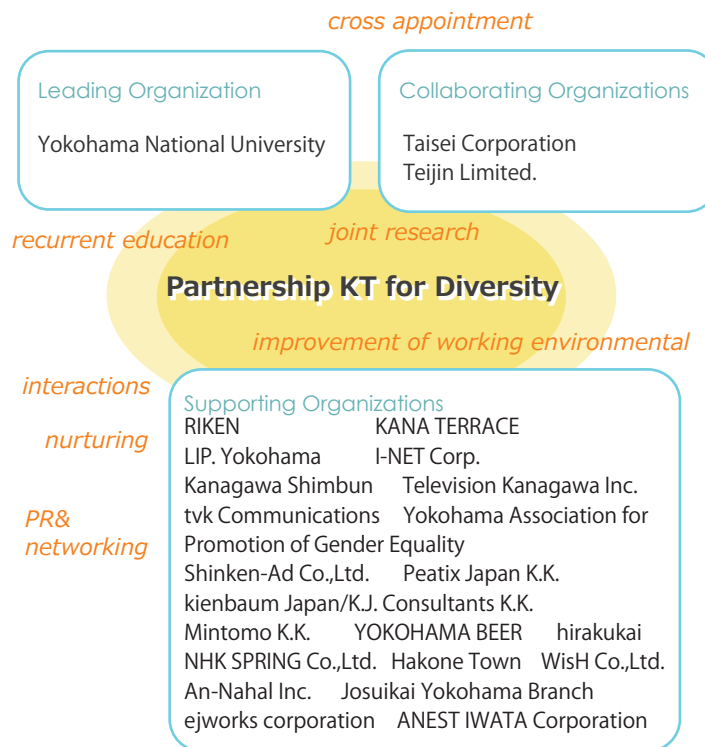 cross appointment
Leading Organization
Yokohama National University
Collaborating Organizations
Taisei Corporation
Teijin Limited.
recurrent education
joint research
Partnership KT for Diversity
improvement of working environmental
interactions
nurturing
PR&
networking
Supporting Organizations
RIKEN KANA TERRACE
LIP. Yokohama I-NET Corp.
Kanagawa Shimbun Television Kanagawa Inc.
tvk Communications Yokohama Association for
Promotion of Gender Equality
Shinken-Ad Co.,Ltd. Peatix Japan K.K.
kienbaum Japan/K.J. Consultants K.K.
Mintomo K.K. YOKOHAMA BEER hirakukai
NHK SPRING Co.,Ltd. Hakone Town WisH Co.,Ltd.
An-Nahal Inc. Josuikai Yokohama Branch
ejworks corporation ANEST IWATA Corporation